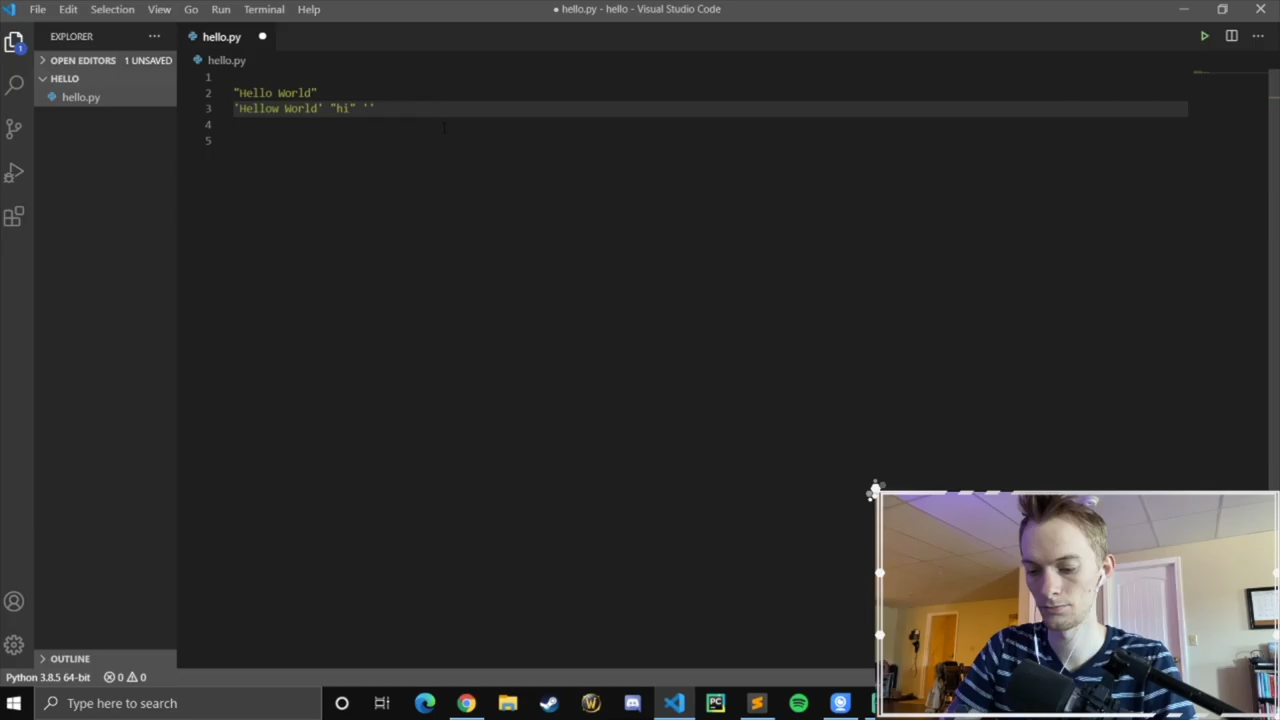 File Edit Selection View Go Run Terminal Help
● hello.py - hello - Visual Studio Code
EXPLORER
hello.py
OPEN EDITORS 1 UNSAVED
hello.py
HELLO
hello.py
1
2 "Hello World"
3 'Hellow World' "hi" ''
4
5
1
OUTLINE
Python 3.8.5 64-bit 0 0
Type here to search
PC